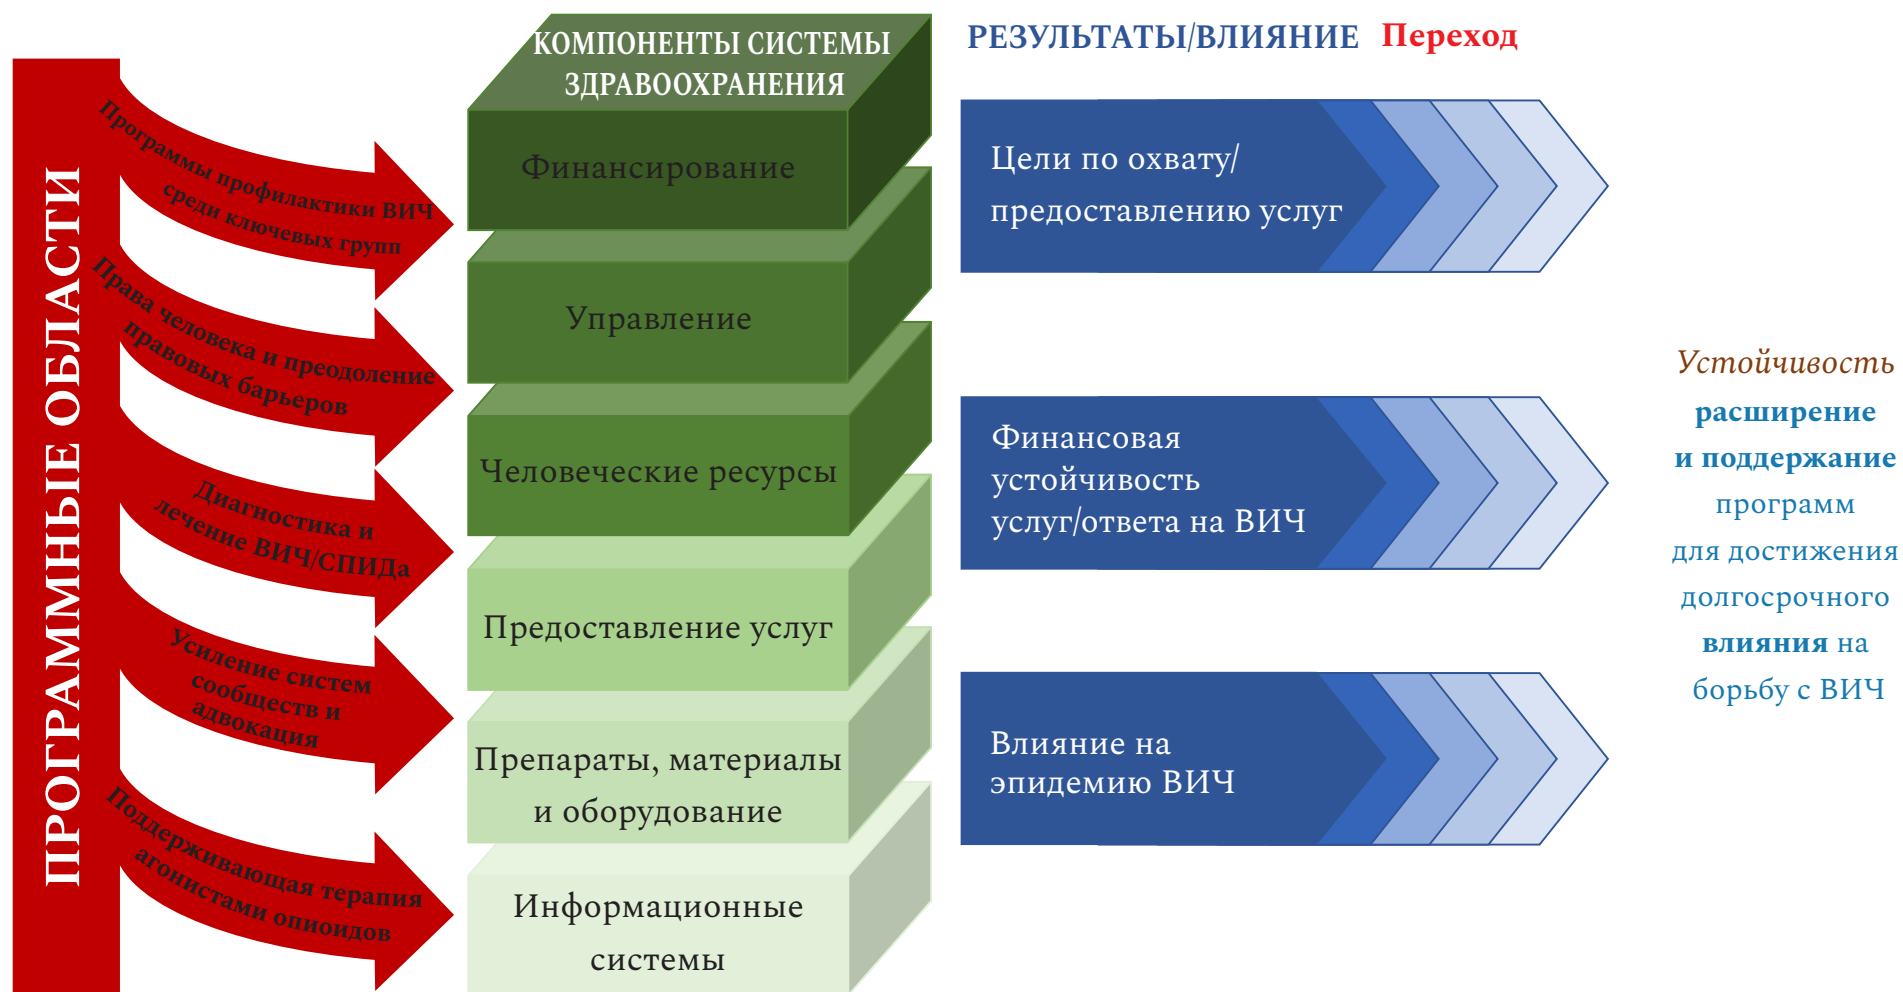 ПРОГРАММНЫЕ ОБЛАСТИ
Программы профилактики ВИЧ
среди ключевых групп
Права человека и преодоление
правовых барьеров
Диагностика и
лечение ВИЧ/СПИДа
Усиление систем
сообществ и
адвокация
Поддерживающая терапия
агонистами опиоидов
КОМПОНЕНТЫ СИСТЕМЫ
ЗДРАВООХРАНЕНИЯ
Финансирование
Управление
Человеческие ресурсы
Предоставление услуг
Препараты, материалы
и оборудование
Информационные
системы
РЕЗУЛЬТАТЫ/ВЛИЯНИЕ Переход
Цели по охвату/
предоставлению услуг
Финансовая
устойчивость
услуг/ответа на ВИЧ
Влияние на
эпидемию ВИЧ
Устойчивость
расширение
и поддержание
программ
для достижения
долгосрочного
влияния на
борьбу с ВИЧ